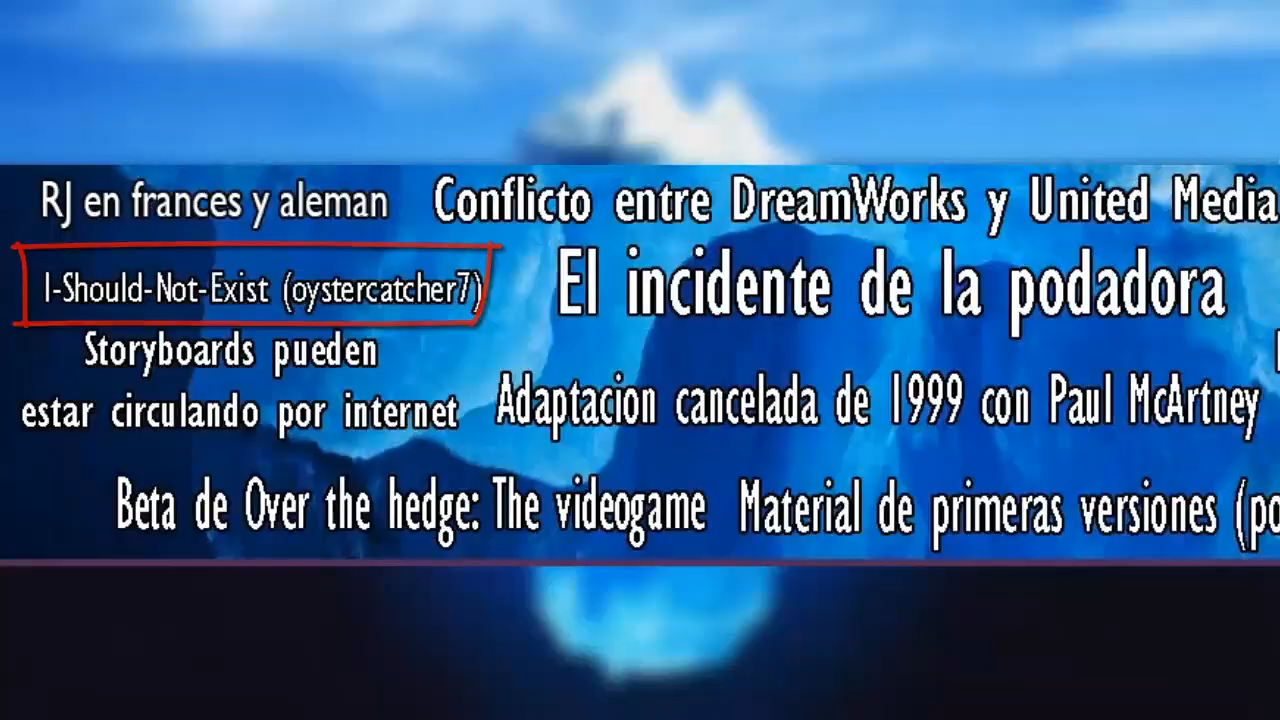 RJ en frances y aleman
Conflicto entre DreamWorks y United Media
I-Should-Not-Exist (oystercatcher7)
El incidente de la podadora
Storyboards pueden
estar circulando por internet
Adaptacion cancelada de 1999 con Paul McArtney
Beta de Over the hedge: The videogame
Material de primeras versiones